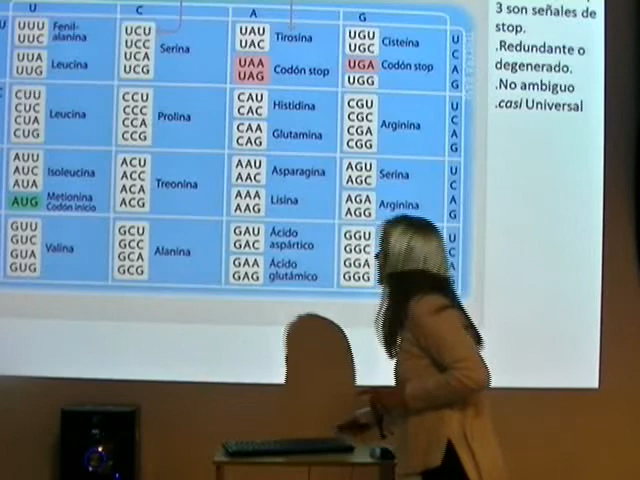 U C A G
UUU UUC Fenil-
alanina
UUA UUG Leucina
UCU UCC UCA UCG Serina
UAU UAC Tirosina
UAA UAG Codón stop
UGU UGC Cisteína
UGA Codón stop
UGG
U C A G
CUU CUC CUA CUG Leucina
CCU CCC CCA CCG Prolina
CAU CAC Histidina
CAA CAG Glutamina
CGU CGC CGA CGG Arginina
U C A G
AUU AUC AUA Isoleucina
AUG Metionina
Codón inicio
ACU ACC ACA ACG Treonina
AAU AAC Asparagina
AAA AAG Lisina
AGU AGC Serina
AGA AGG Arginina
U C A G
GUU GUC GUA GUG Valina
GCU GCC GCA GCG Alanina
GAU GAC Ácido
aspártico
GAA GAG Ácido
glutámico
GGU GGC GGA GGG
U C A
3 son señales de
stop.
.Redundante o
degenerado.
.No ambiguo
.casi Universal